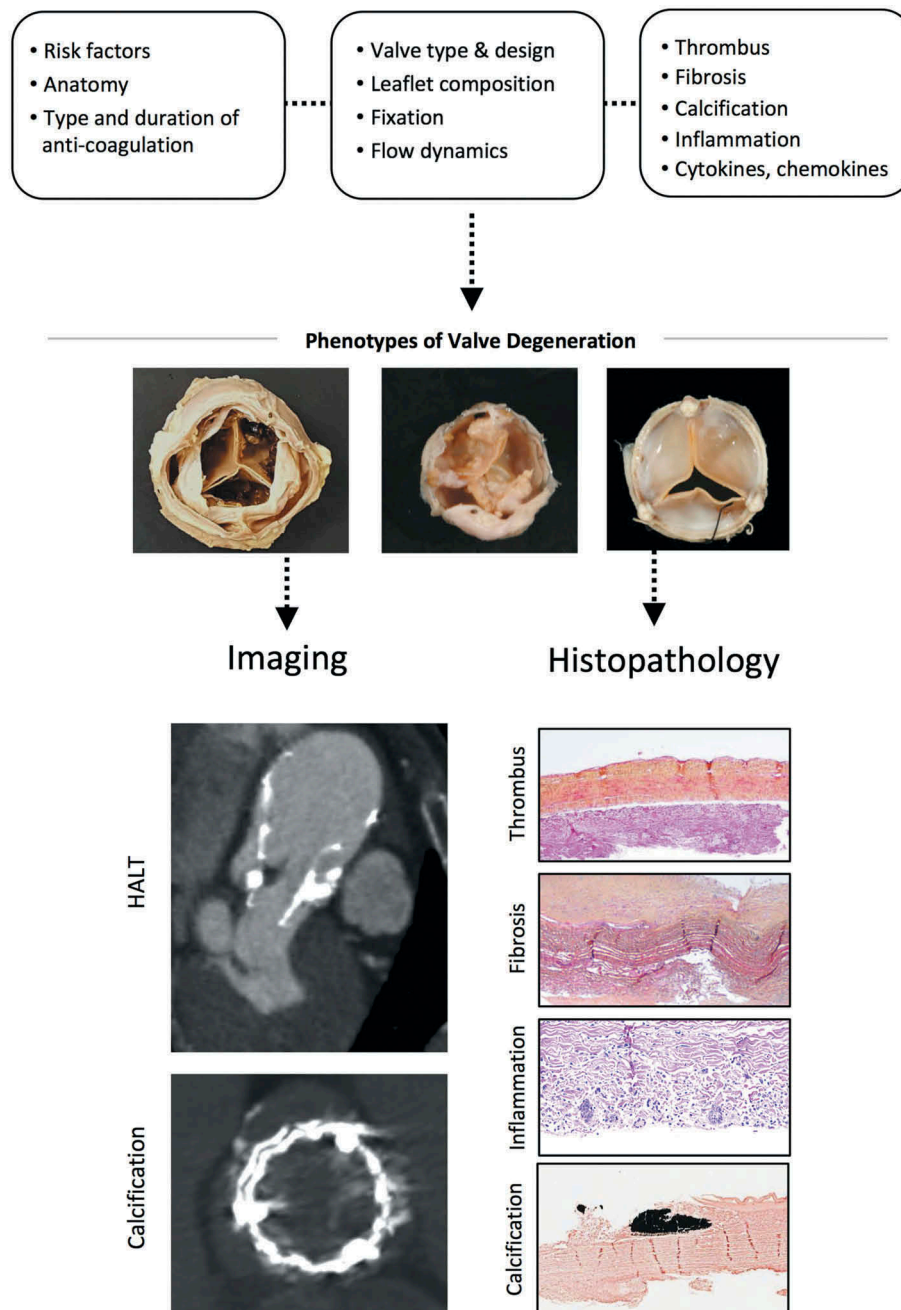 • Risk factors
• Anatomy
• Type and duration of
anti-coagulation
• Valve type & design
• Leaflet composition
• Fixation
• Flow dynamics
• Thrombus
• Fibrosis
• Calcification
• Inflammation
• Cytokines, chemokines
Phenotypes of Valve Degeneration
Imaging
Histopathology
HALT
Calcification
Thrombus
Fibrosis
Inflammation
Calcification